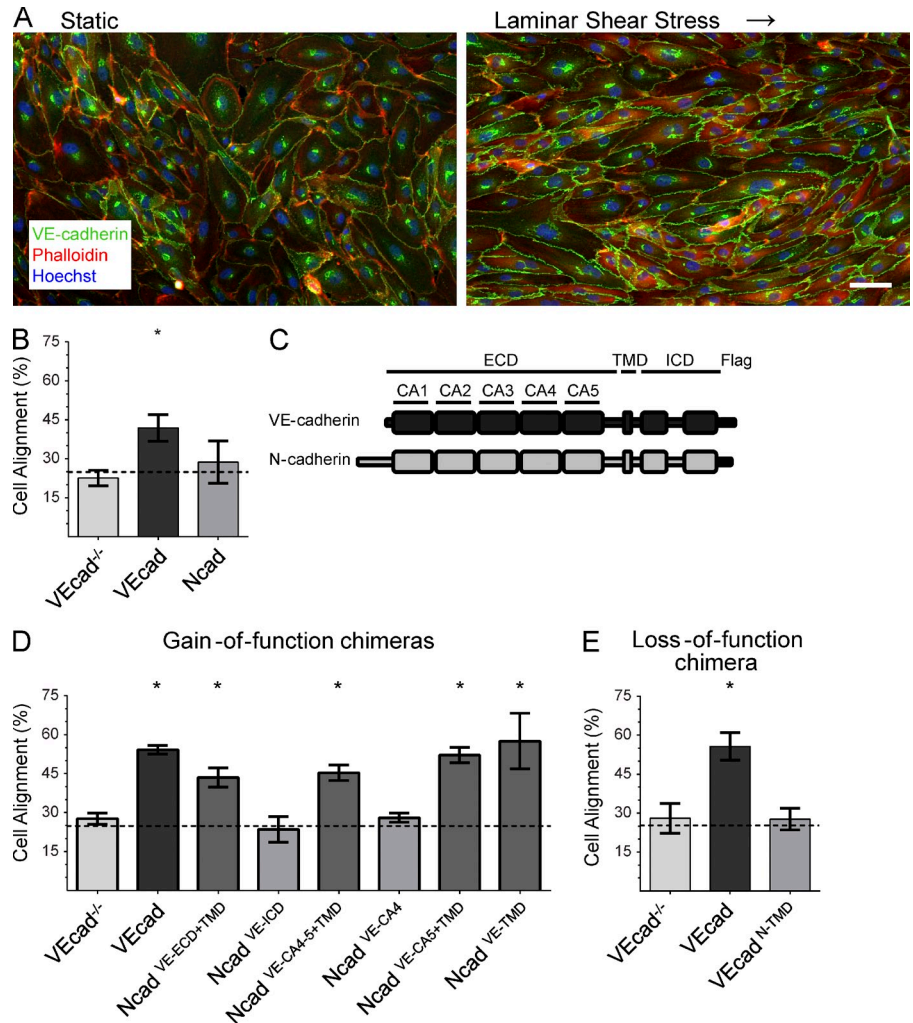 A
Static
Laminar Shear Stress →
VE-cadherin
Phalloidin
Hoechst
B
Cell Alignment (%)
75
60
45
30
15
*
VEcad-/-
VEcad
Ncad
C
ECD
TMD
ICD
Flag
CA1 CA2 CA3 CA4 CA5
VE-cadherin
N-cadherin
D
Gain-of-function chimeras
Cell Alignment (%)
75
60
45
30
15
* * * * *
VEcad-/-
VEcad
Ncad VE-ECD+TMD
Ncad VE-ICD
Ncad VE-CA4-5+TMD
Ncad VE-CA4
Ncad VE-CA5+TMD
Ncad VE-TMD
E
Loss-of-function
chimera
Cell Alignment (%)
75
60
45
30
15
*
VEcad-/-
VEcad
VEcad N-TMD